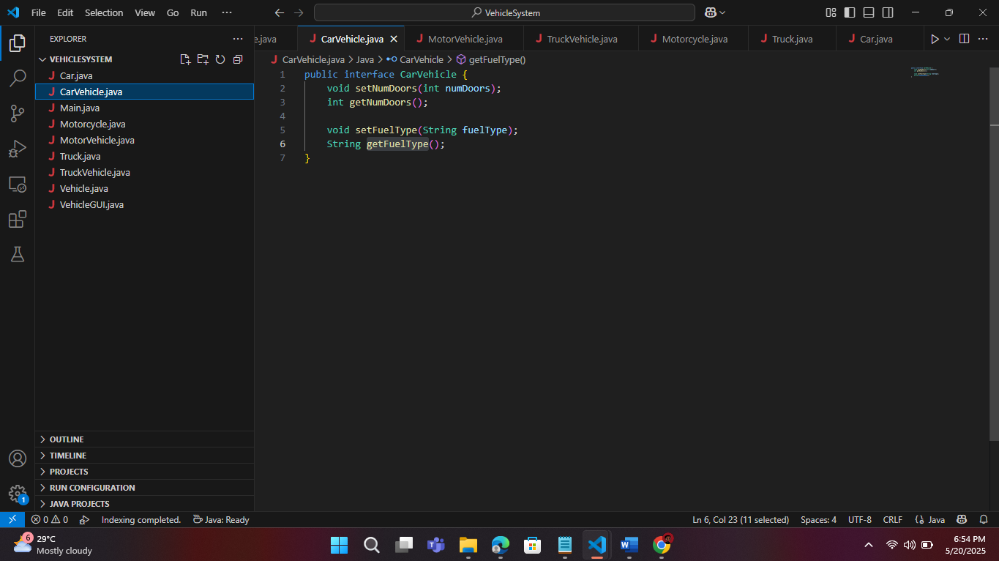 File Edit Selection View Go Run ···
VehicleSystem
EXPLORER ···
VEHICLESYSTEM
Car.java
CarVehicle.java
Main.java
Motorcycle.java
MotorVehicle.java
Truck.java
TruckVehicle.java
Vehicle.java
VehicleGUI.java
OUTLINE
TIMELINE
PROJECTS
RUN CONFIGURATION
JAVA PROJECTS
e.java CarVehicle.java MotorVehicle.java TruckVehicle.java Motorcycle.java Truck.java Car.java
CarVehicle.java > Java > CarVehicle > getFuelType()
1 public interface CarVehicle {
2 void setNumDoors(int numDoors);
3 int getNumDoors();
4
5 void setFuelType(String fuelType);
6 String getFuelType();
7 }
1
0 0 Indexing completed. Java: Ready Ln 6, Col 23 (11 selected) Spaces: 4 UTF-8 CRLF {} Java
6
29°C
Mostly cloudy
6:54 PM
5/20/2025